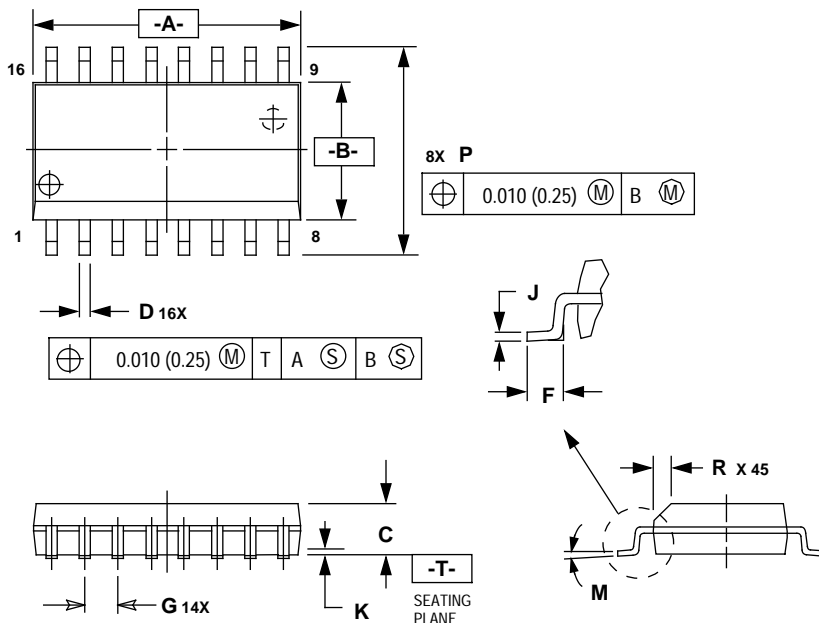 -A-
16
9
-B-
8X P
⌖ 0.010 (0.25) Ⓜ B Ⓜ
1
8
D 16X
J
⌖ 0.010 (0.25) Ⓜ T A Ⓢ B Ⓢ
F
R X 45
C
-T-
SEATING
PLANE
G 14X
K
M